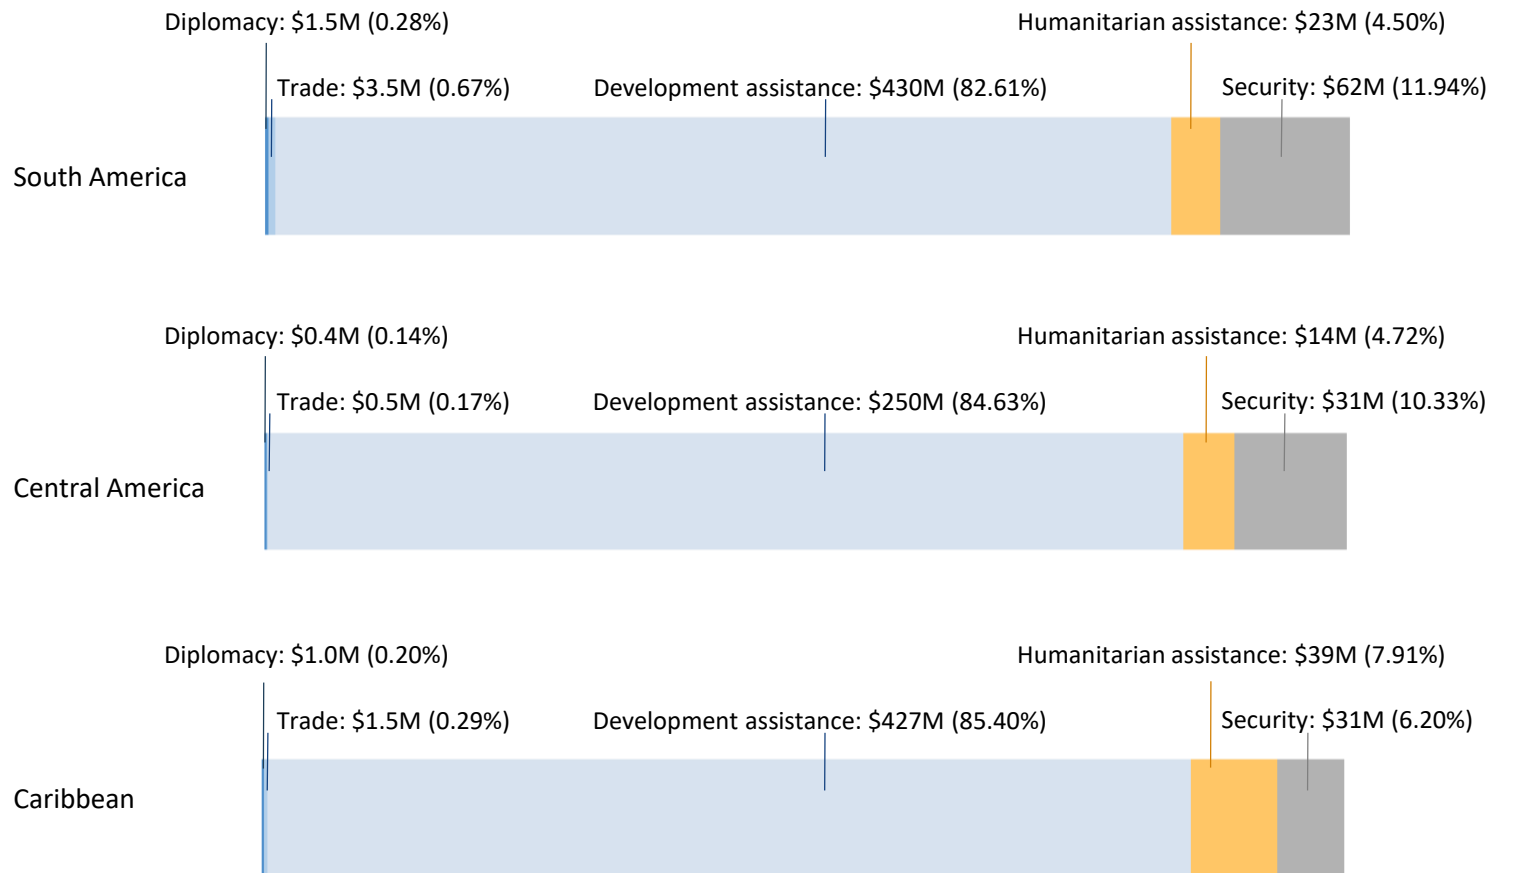 Diplomacy: $1.5M (0.28%)
Humanitarian assistance: $23M (4.50%)
Trade: $3.5M (0.67%)
Development assistance: $430M (82.61%)
Security: $62M (11.94%)
South America
Diplomacy: $0.4M (0.14%)
Humanitarian assistance: $14M (4.72%)
Trade: $0.5M (0.17%)
Development assistance: $250M (84.63%)
Security: $31M (10.33%)
Central America
Diplomacy: $1.0M (0.20%)
Humanitarian assistance: $39M (7.91%)
Trade: $1.5M (0.29%)
Development assistance: $427M (85.40%)
Security: $31M (6.20%)
Caribbean